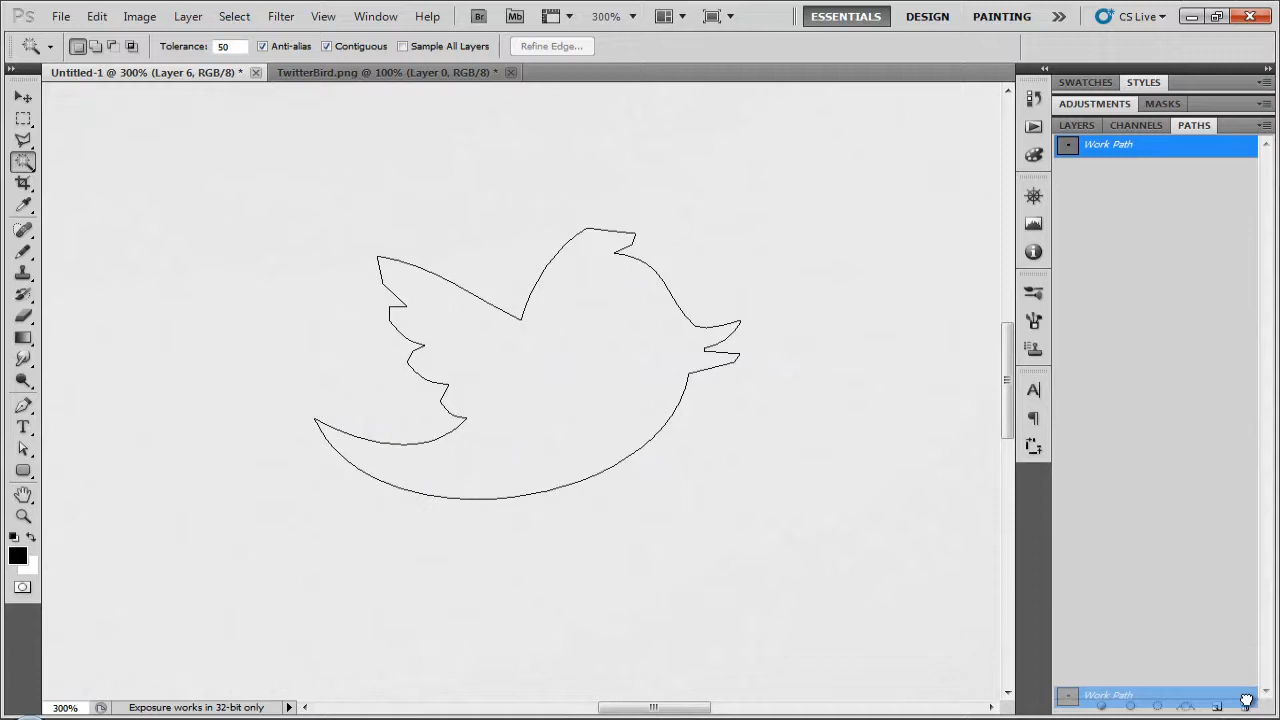 Ps File Edit Image Layer Select Filter View Window Help Br Mb 300% ESSENTIALS DESIGN PAINTING CS Live
Tolerance: 50 Anti-alias Contiguous Sample All Layers Refine Edge...
Untitled-1 @ 300% (Layer 6, RGB/8) * TwitterBird.png @ 100% (Layer 0, RGB/8) *
SWATCHES STYLES
ADJUSTMENTS MASKS
LAYERS CHANNELS PATHS
Work Path
Work Path
300% Exposure works in 32-bit only